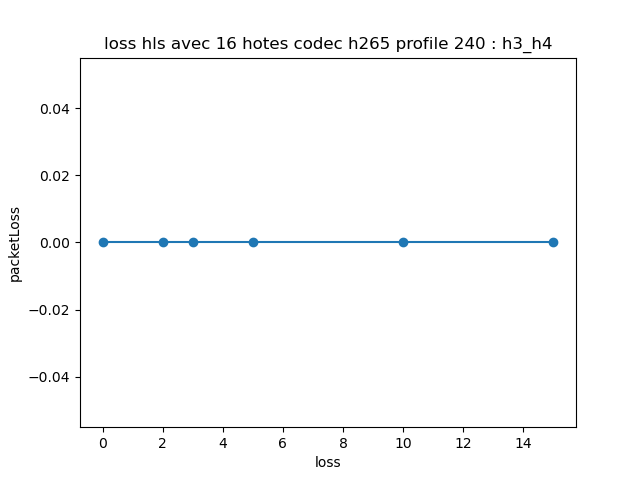 loss hls avec 16 hotes codec h265 profile 240 : h3_h4
0.04
0.02
0.00
−0.02
−0.04
packetLoss
0 2 4 6 8 10 12 14
loss